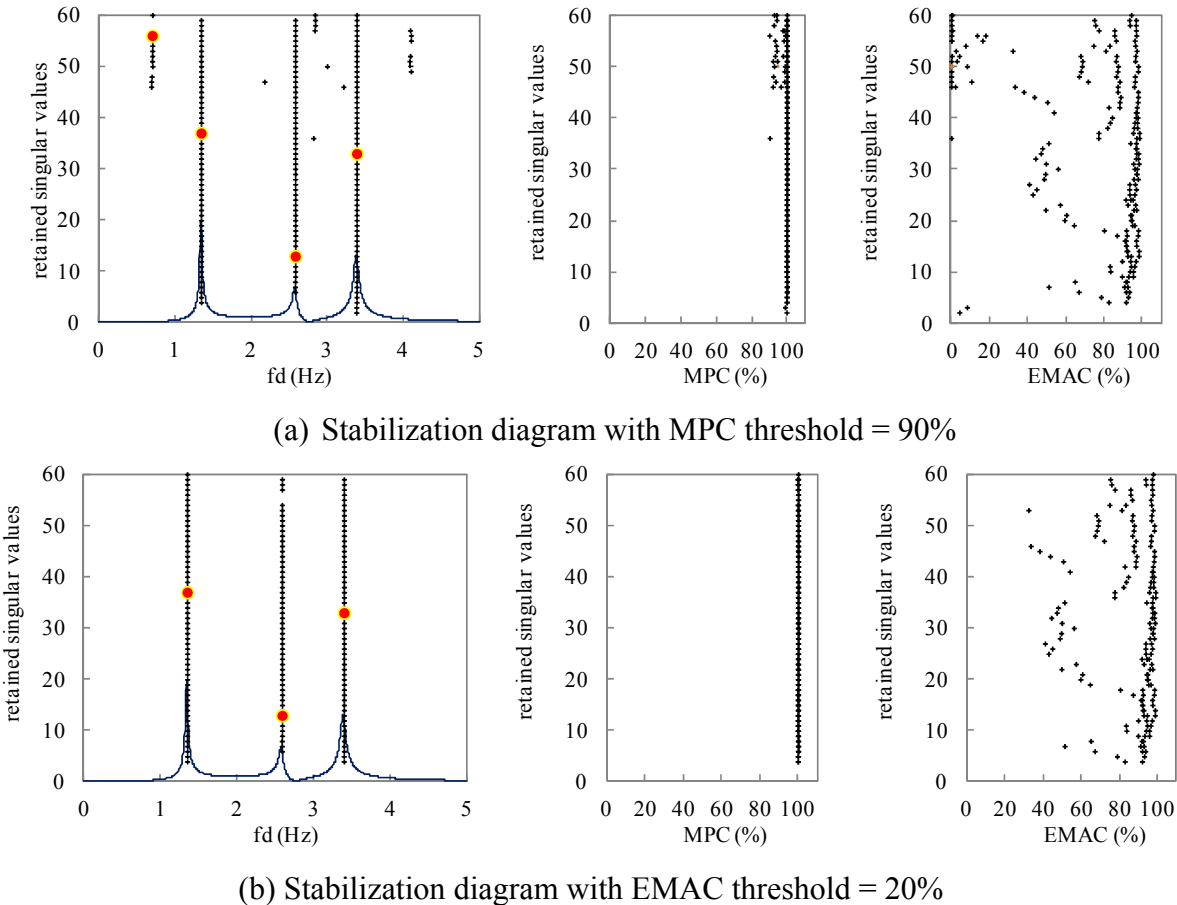 60
50
40
30
20
10
0
retained singular values
0 1 2 3 4 5
fd (Hz)
60
50
40
30
20
10
0
retained singular values
0 20 40 60 80 100
MPC (%)
60
50
40
30
20
10
0
retained singular values
0 20 40 60 80 100
EMAC (%)
(a) Stabilization diagram with MPC threshold = 90%
60
50
40
30
20
10
0
retained singular values
0 1 2 3 4 5
fd (Hz)
60
50
40
30
20
10
0
retained singular values
0 20 40 60 80 100
MPC (%)
60
50
40
30
20
10
0
retained singular values
0 20 40 60 80 100
EMAC (%)
(b) Stabilization diagram with EMAC threshold = 20%